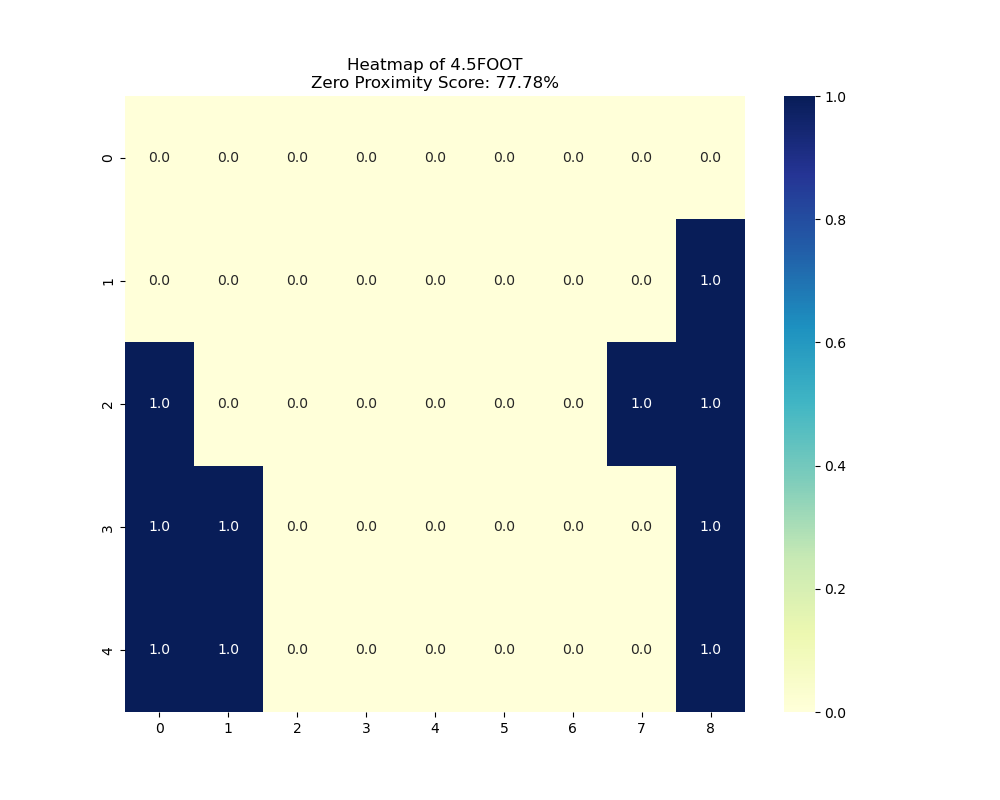 Heatmap of 4.5FOOT
Zero Proximity Score: 77.78%
0 0.0 0.0 0.0 0.0 0.0 0.0 0.0 0.0 0.0
1 0.0 0.0 0.0 0.0 0.0 0.0 0.0 0.0 1.0
2 1.0 0.0 0.0 0.0 0.0 0.0 0.0 1.0 1.0
3 1.0 1.0 0.0 0.0 0.0 0.0 0.0 0.0 1.0
4 1.0 1.0 0.0 0.0 0.0 0.0 0.0 0.0 1.0
0 1 2 3 4 5 6 7 8
1.0
0.8
0.6
0.4
0.2
0.0